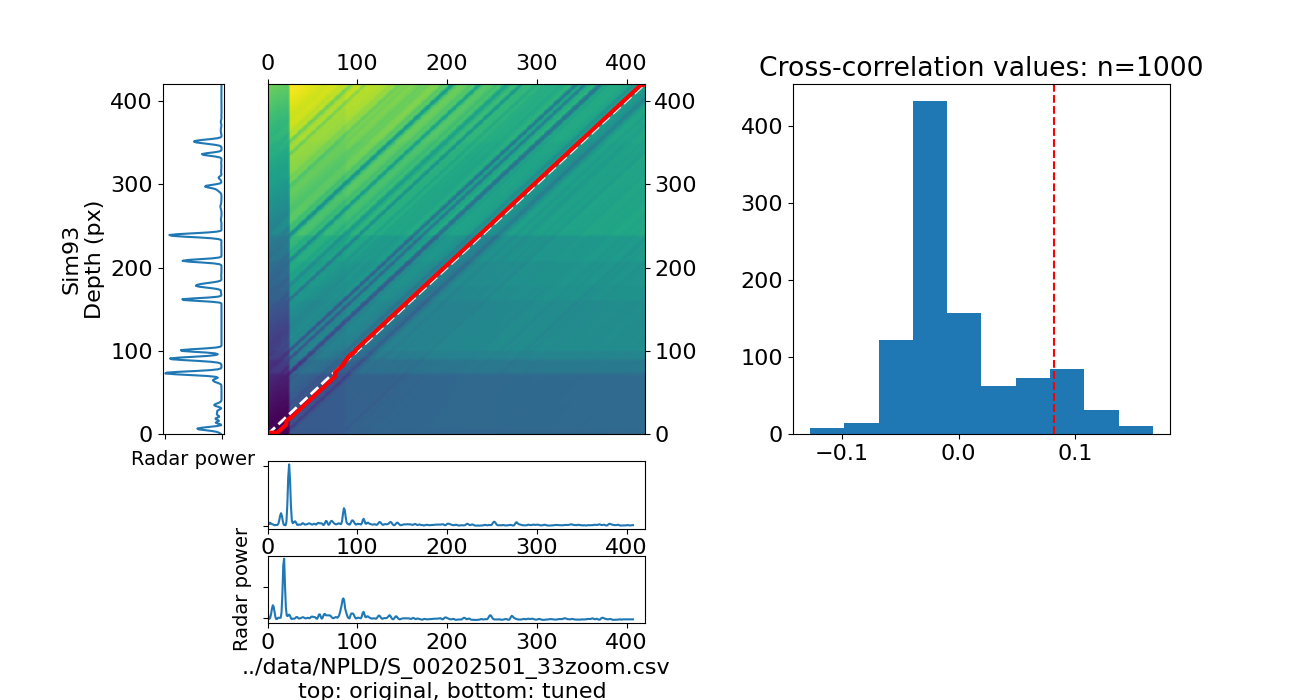 Cross-correlation values: n=1000
0 100 200 300 400
400
300
200
100
0
Sim93
Depth (px)
Radar power
400
300
200
100
0
400
300
200
100
0
−0.1 0.0 0.1
0 100 200 300 400
Radar power
0 100 200 300 400
../data/NPLD/S_00202501_33zoom.csv
top: original, bottom: tuned